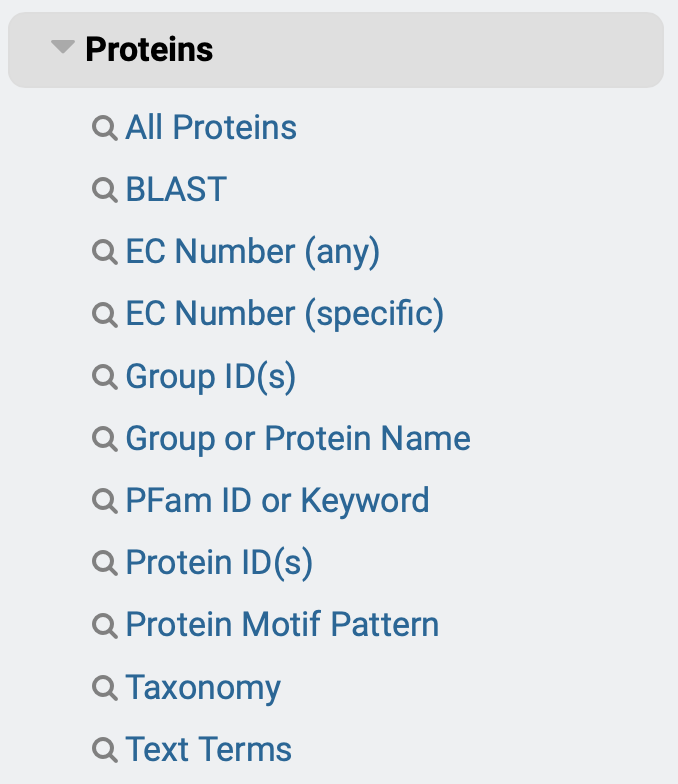 Proteins
All Proteins
BLAST
EC Number (any)
EC Number (specific)
Group ID(s)
Group or Protein Name
PFam ID or Keyword
Protein ID(s)
Protein Motif Pattern
Taxonomy
Text Terms